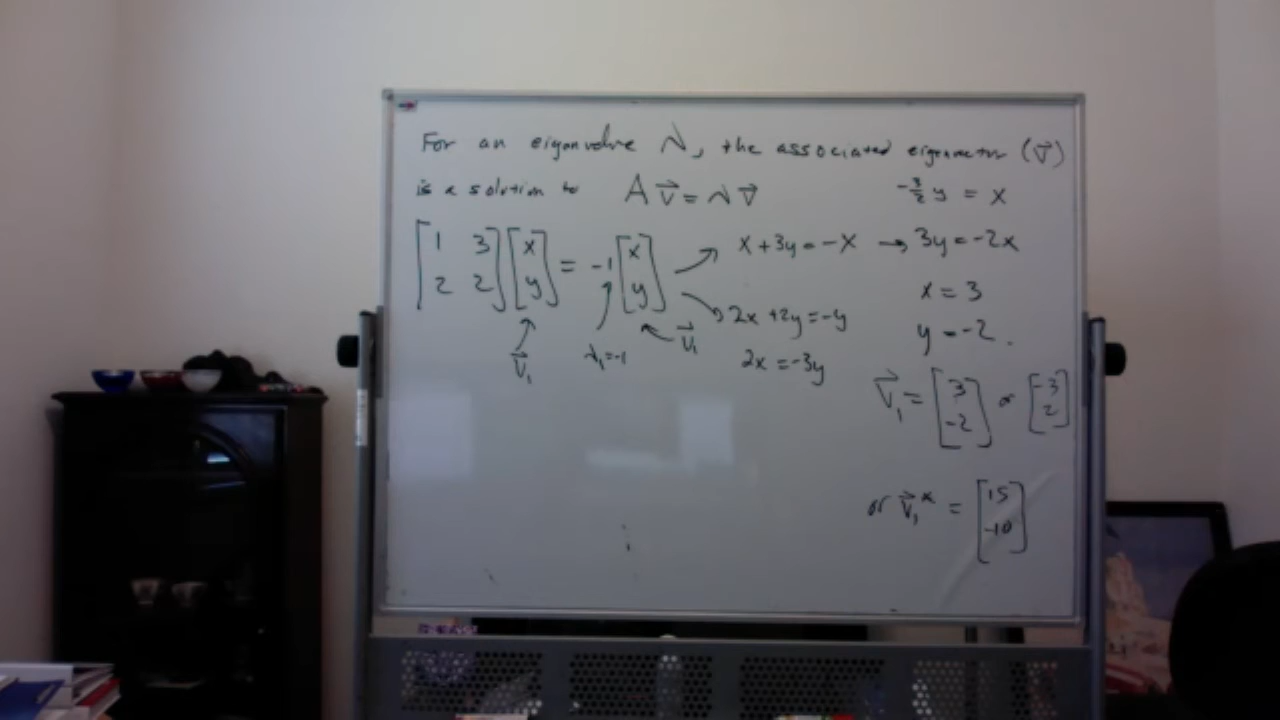 For an eigenvalue λ, the associated eigenvector (v⃗)
is a solution to Av⃗ = λv⃗
-3/2 y = x
[1 3; 2 2] [x; y] = -1 [x; y]
x + 3y = -x → 3y = -2x
2x + 2y = -y
2x = -3y
x = 3
y = -2.
v⃗₁
λ₁ = -1
v⃗₁
v⃗₁ = [3; -2] or [-3; 2]
or v⃗₁* = [15; -10]